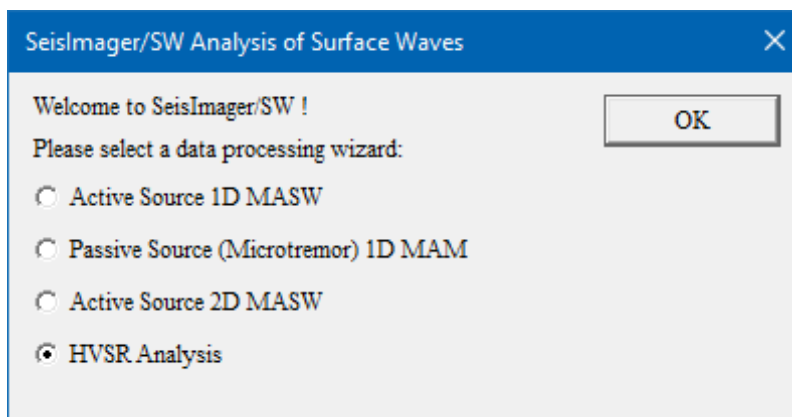 SeisImager/SW Analysis of Surface Waves
Welcome to SeisImager/SW !
OK
Please select a data processing wizard:
Active Source 1D MASW
Passive Source (Microtremor) 1D MAM
Active Source 2D MASW
HVSR Analysis